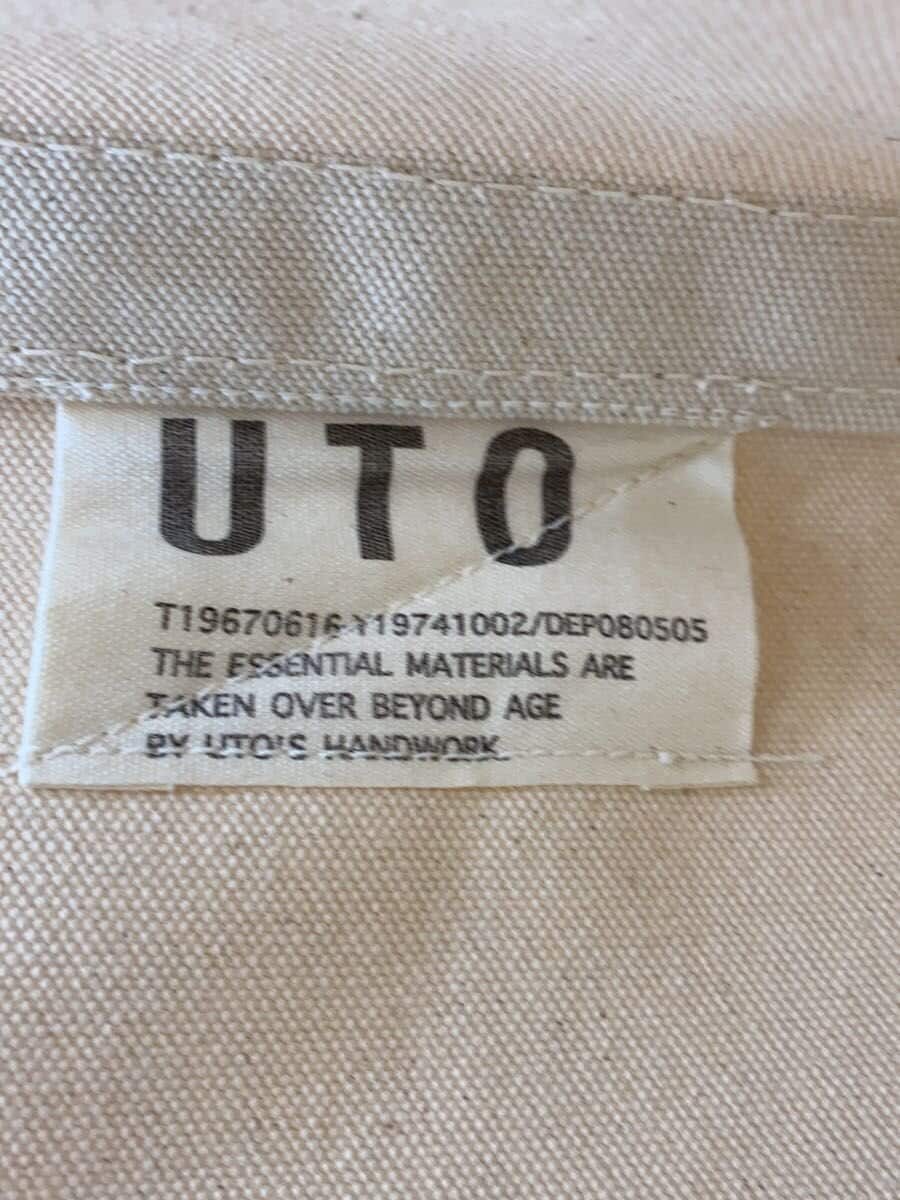 UTO
T19670616 Y19741002/DEP080505
THE ESSENTIAL MATERIALS ARE
TAKEN OVER BEYOND AGE
BY UTO'S HANDWORK